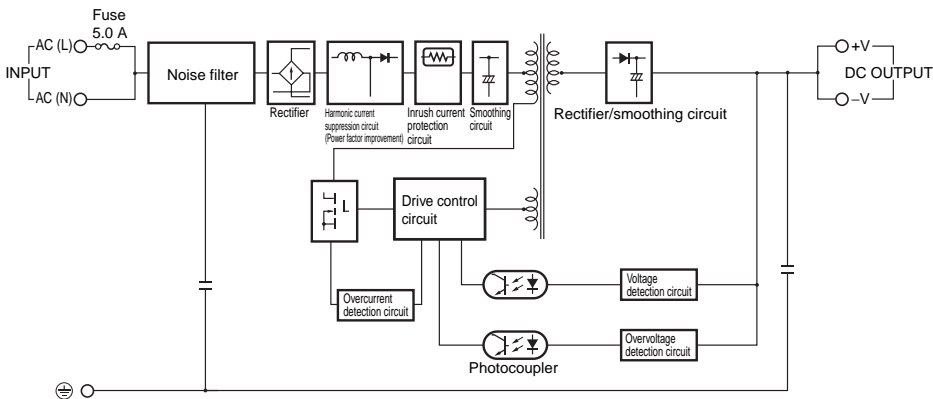 Fuse
5.0 A
AC (L)
INPUT
AC (N)
Noise filter
Rectifier
Harmonic current
suppression circuit
(Power factor improvement)
Inrush current
protection
circuit
Smoothing
circuit
Rectifier/smoothing circuit
+V
DC OUTPUT
−V
Drive control
circuit
Overcurrent
detection circuit
Voltage
detection circuit
Overvoltage
detection circuit
Photocoupler